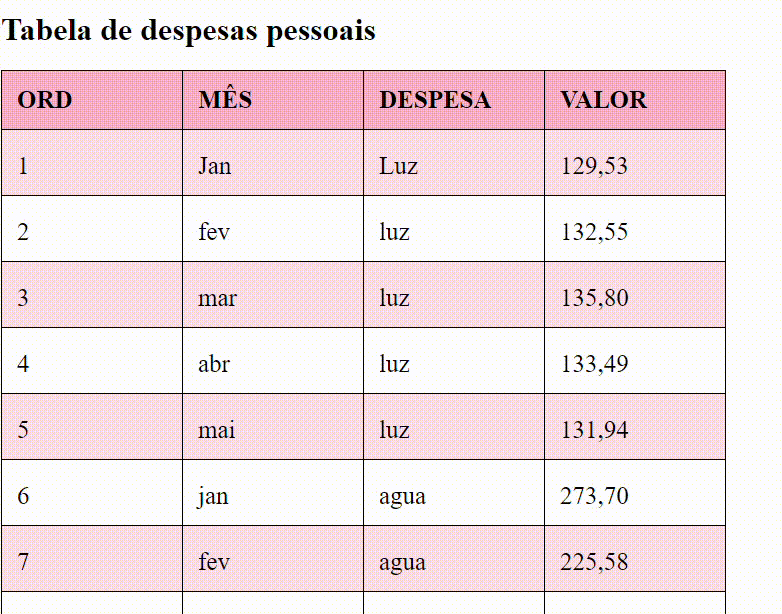 Tabela de despesas pessoais
ORD MÊS DESPESA VALOR
1 Jan Luz 129,53
2 fev luz 132,55
3 mar luz 135,80
4 abr luz 133,49
5 mai luz 131,94
6 jan agua 273,70
7 fev agua 225,58